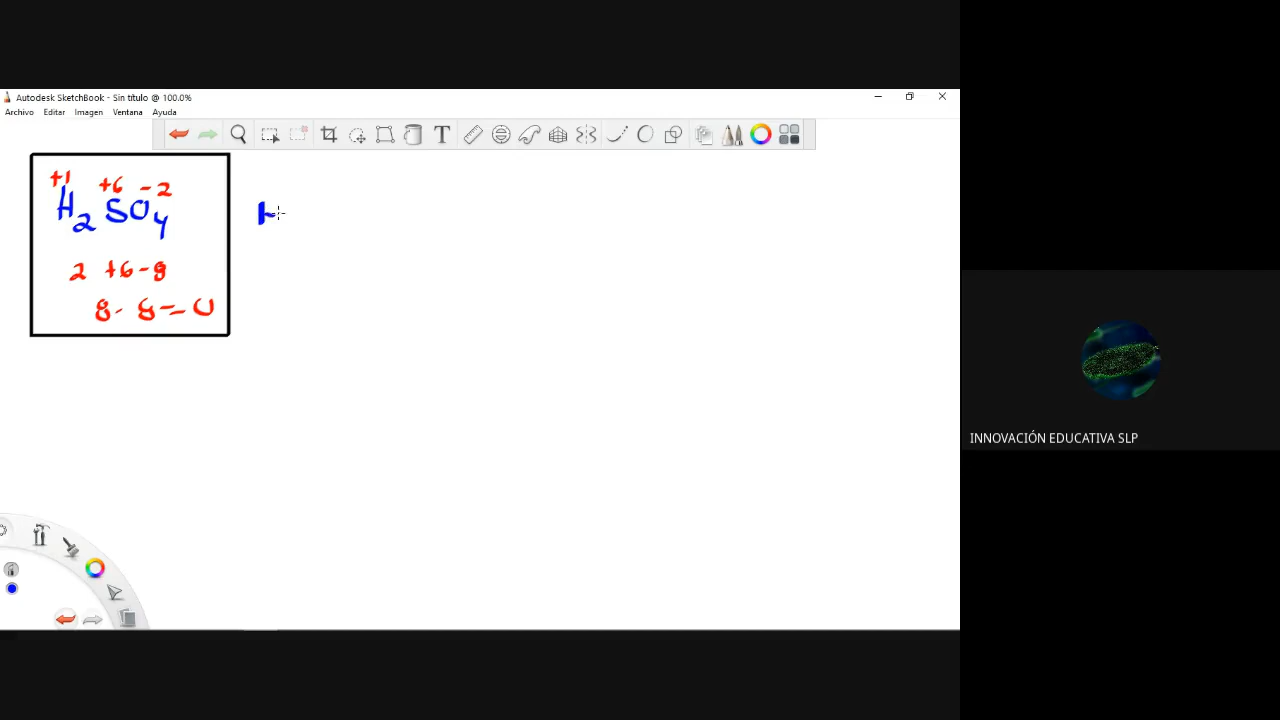 Autodesk SketchBook - Sin título @ 100.0%
Archivo Editar Imagen Ventana Ayuda
+1 +6 -2
H2SO4
2 +6-8
8-8=0
INNOVACIÓN EDUCATIVA SLP